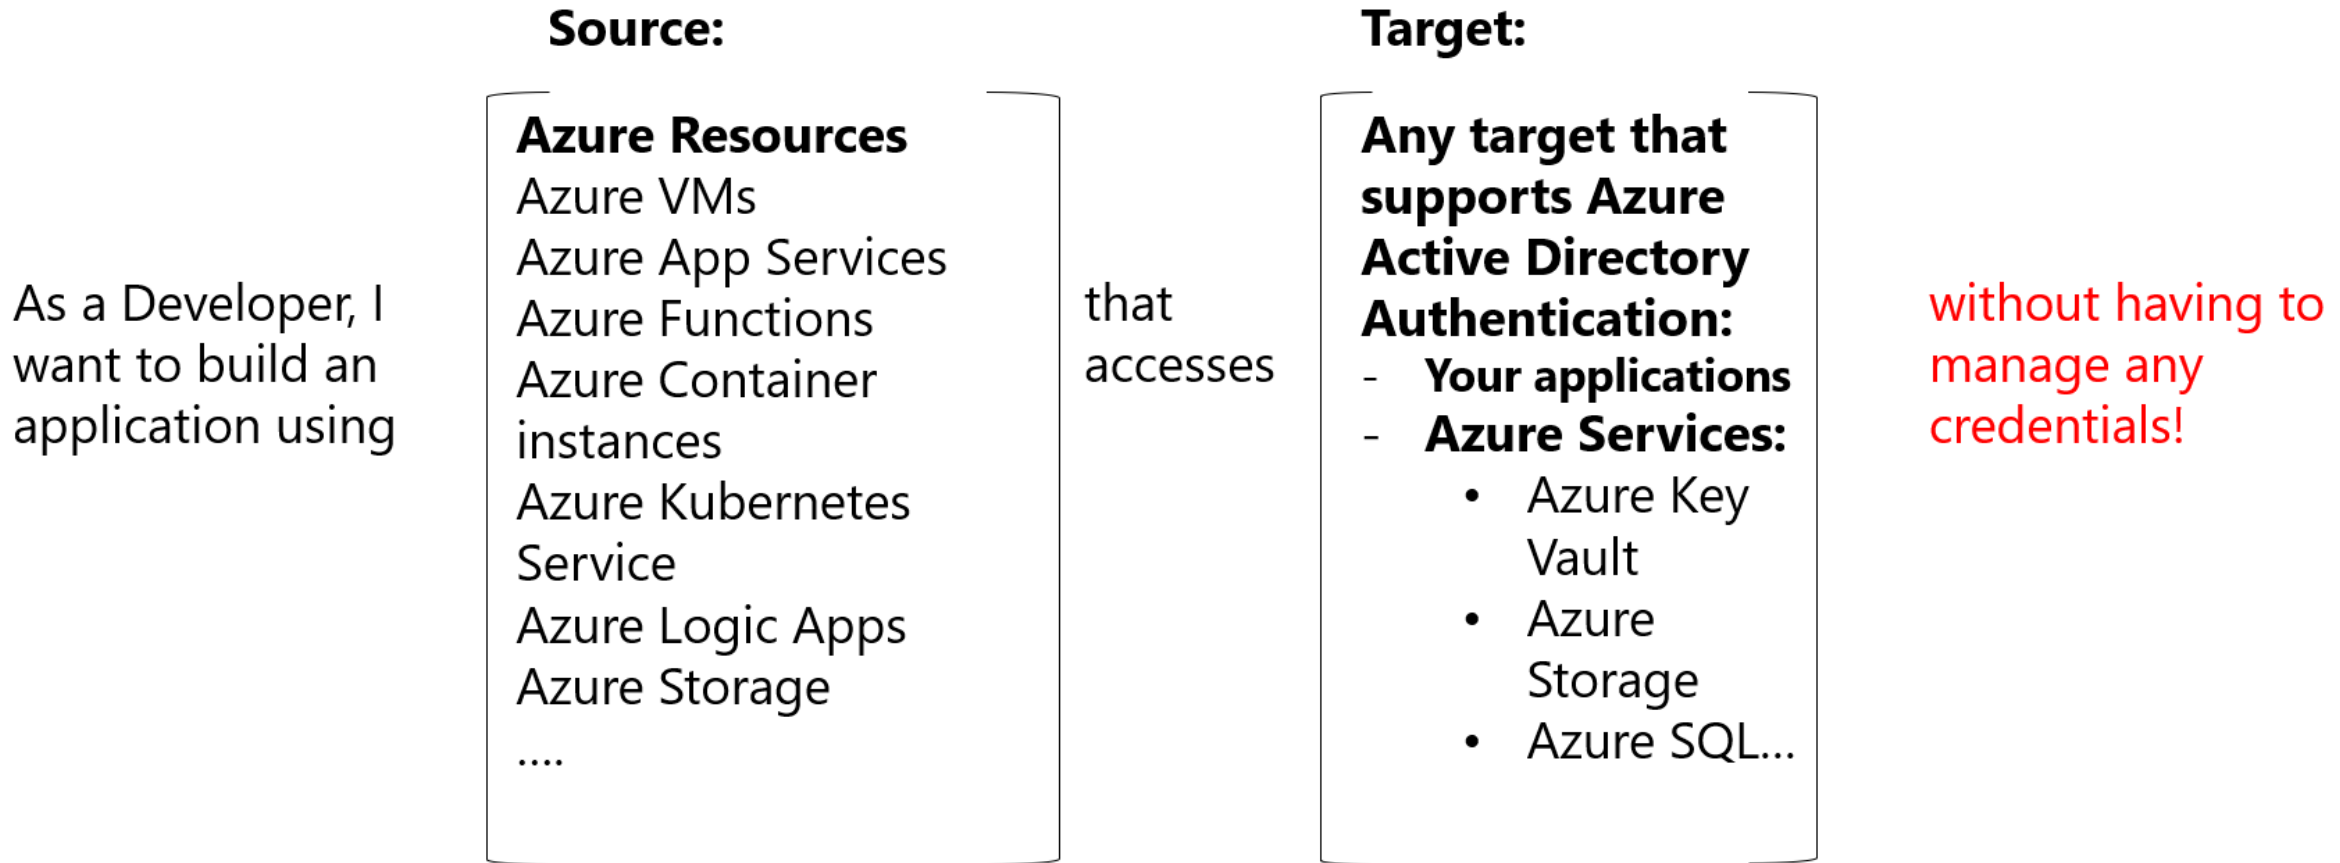 Source:
Target:
As a Developer, I
want to build an
application using
Azure Resources
Azure VMs
Azure App Services
Azure Functions
Azure Container
instances
Azure Kubernetes
Service
Azure Logic Apps
Azure Storage
....
that
accesses
Any target that
supports Azure
Active Directory
Authentication:
- Your applications
- Azure Services:
• Azure Key
Vault
• Azure
Storage
• Azure SQL...
without having to
manage any
credentials!